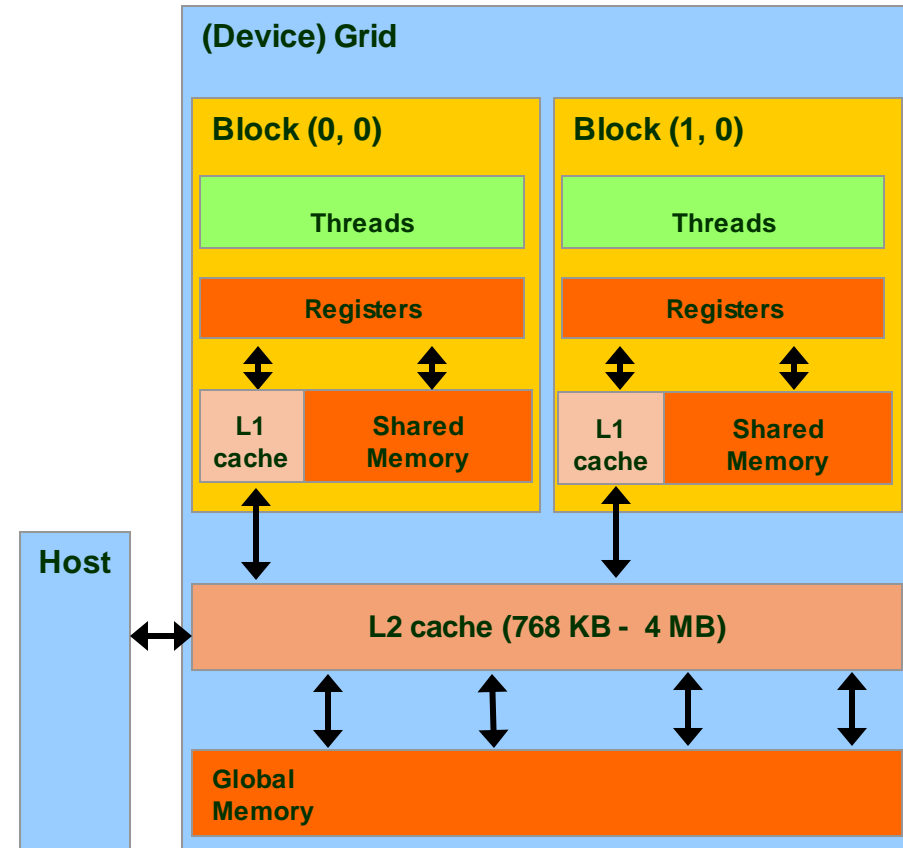 (Device) Grid
Block (0, 0)
Threads
Registers
L1
cache
Shared
Memory
Block (1, 0)
Threads
Registers
L1
cache
Shared
Memory
Host
L2 cache (768 KB - 4 MB)
Global
Memory